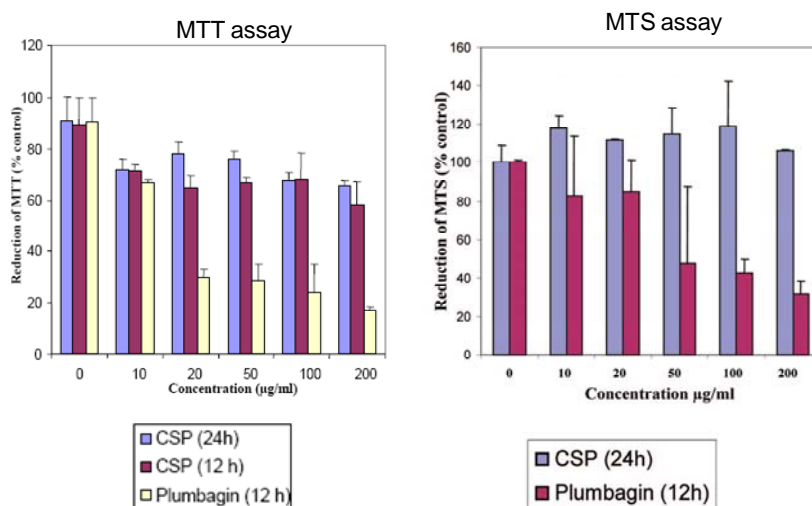 MTT assay
120
100
80
60
40
20
0
Reduction of MTT (% control)
0 10 20 50 100 200
Concentration (µg/ml)
CSP (24h)
CSP (12 h)
Plumbagin (12 h)
MTS assay
160
140
120
100
80
60
40
20
0
Reduction of MTS (% control)
0 10 20 50 100 200
Concentration µg/ml
CSP (24h)
Plumbagin (12h)